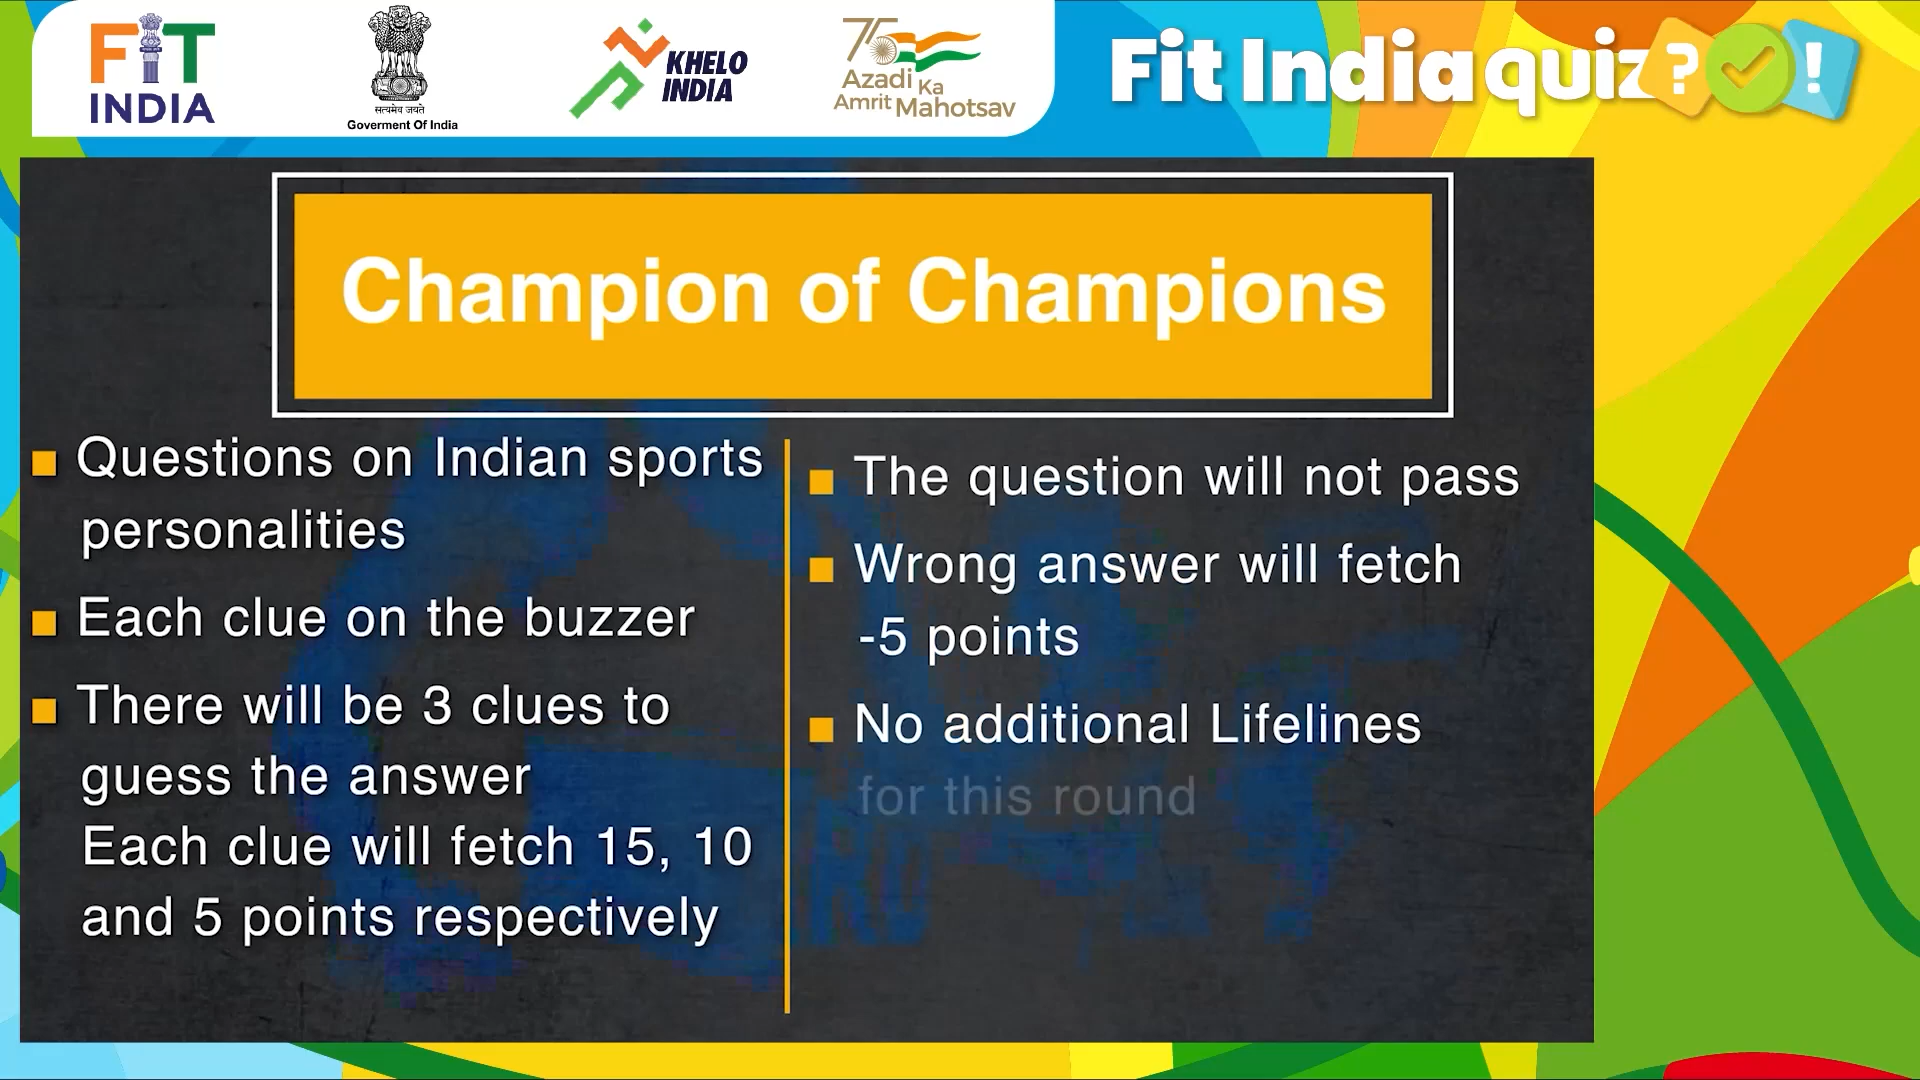 FIT
INDIA
सत्यमेव जयते
Goverment Of India
KHELO
INDIA
75
Azadi Ka
Amrit Mahotsav
Fit India quiz ? !
Champion of Champions
Questions on Indian sports
personalities
Each clue on the buzzer
There will be 3 clues to
guess the answer
Each clue will fetch 15, 10
and 5 points respectively
The question will not pass
Wrong answer will fetch
-5 points
No additional Lifelines
for this round